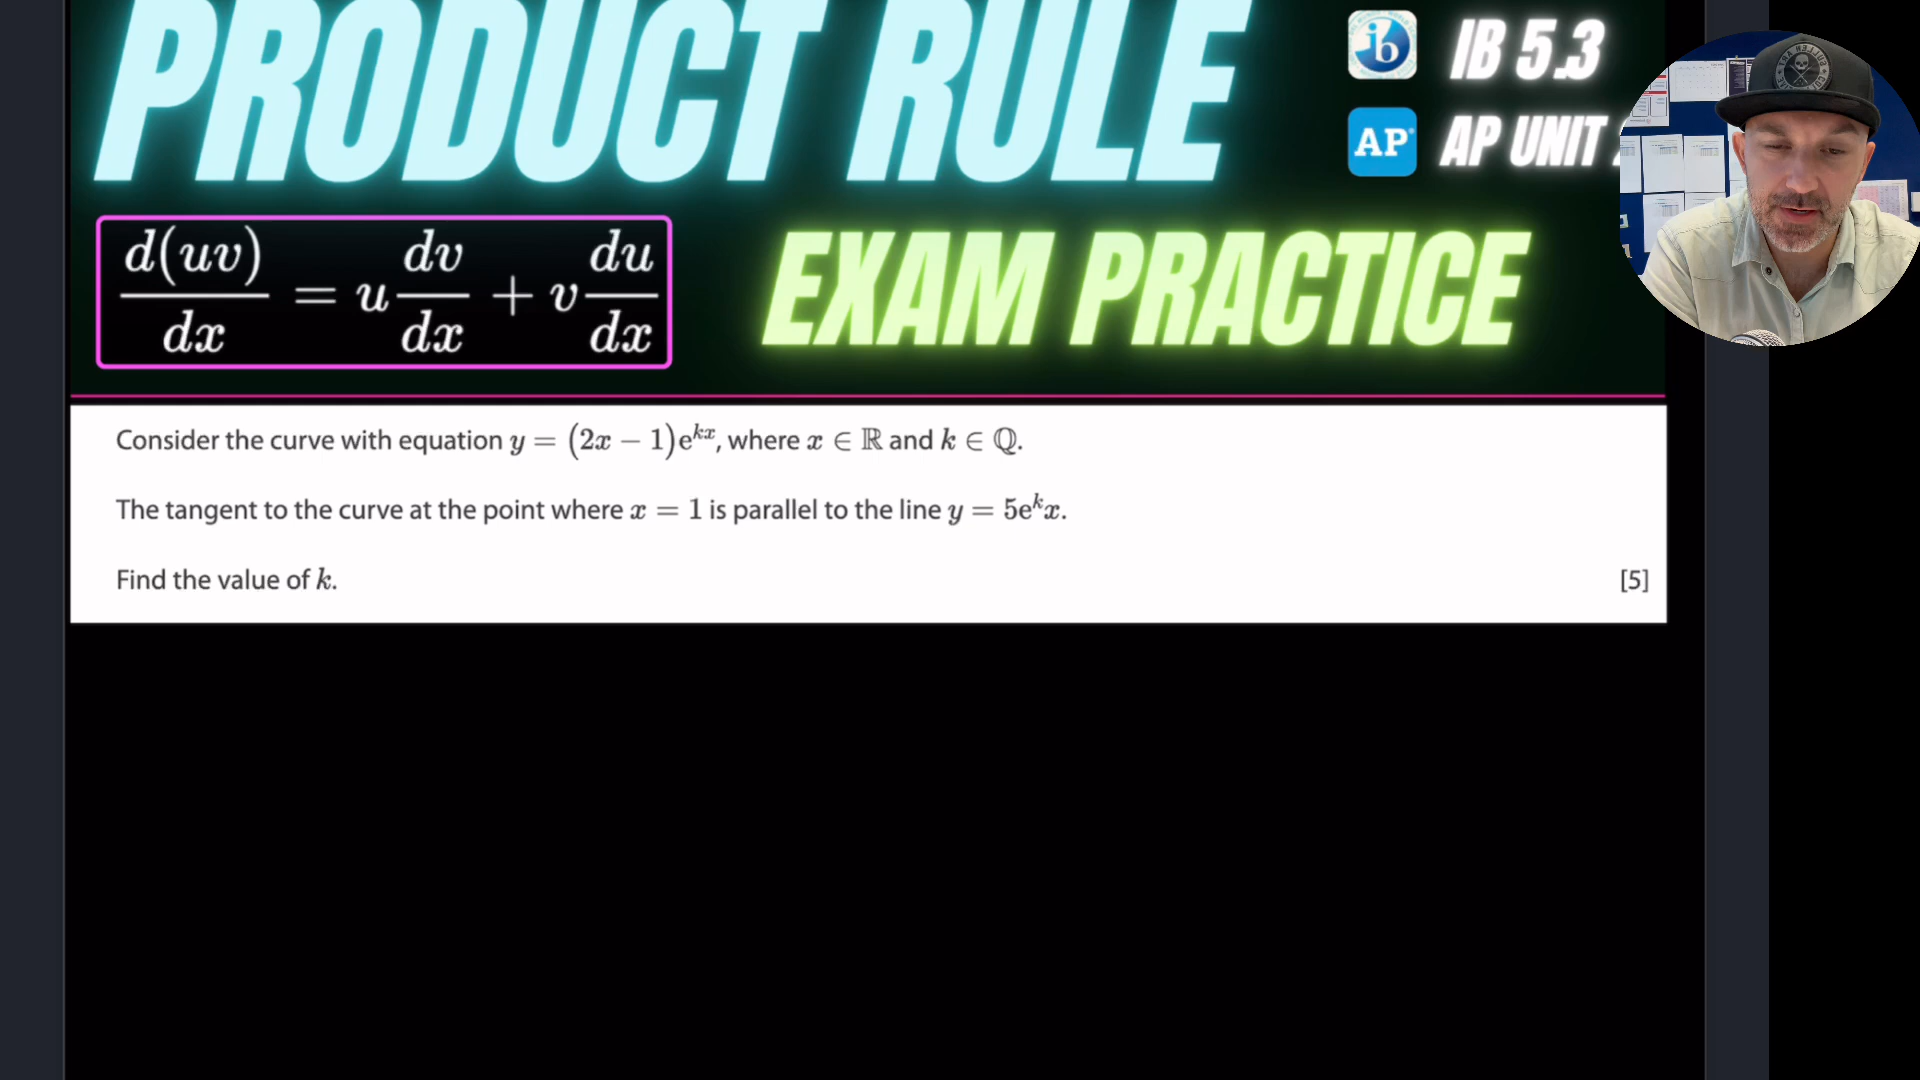 PRODUCT RULE
ib IB 5.3
AP AP UNIT
d(uv)/dx = u dv/dx + v du/dx
EXAM PRACTICE
Consider the curve with equation y = (2x − 1)e^{kx}, where x ∈ ℝ and k ∈ ℚ.
The tangent to the curve at the point where x = 1 is parallel to the line y = 5e^k x.
Find the value of k. [5]